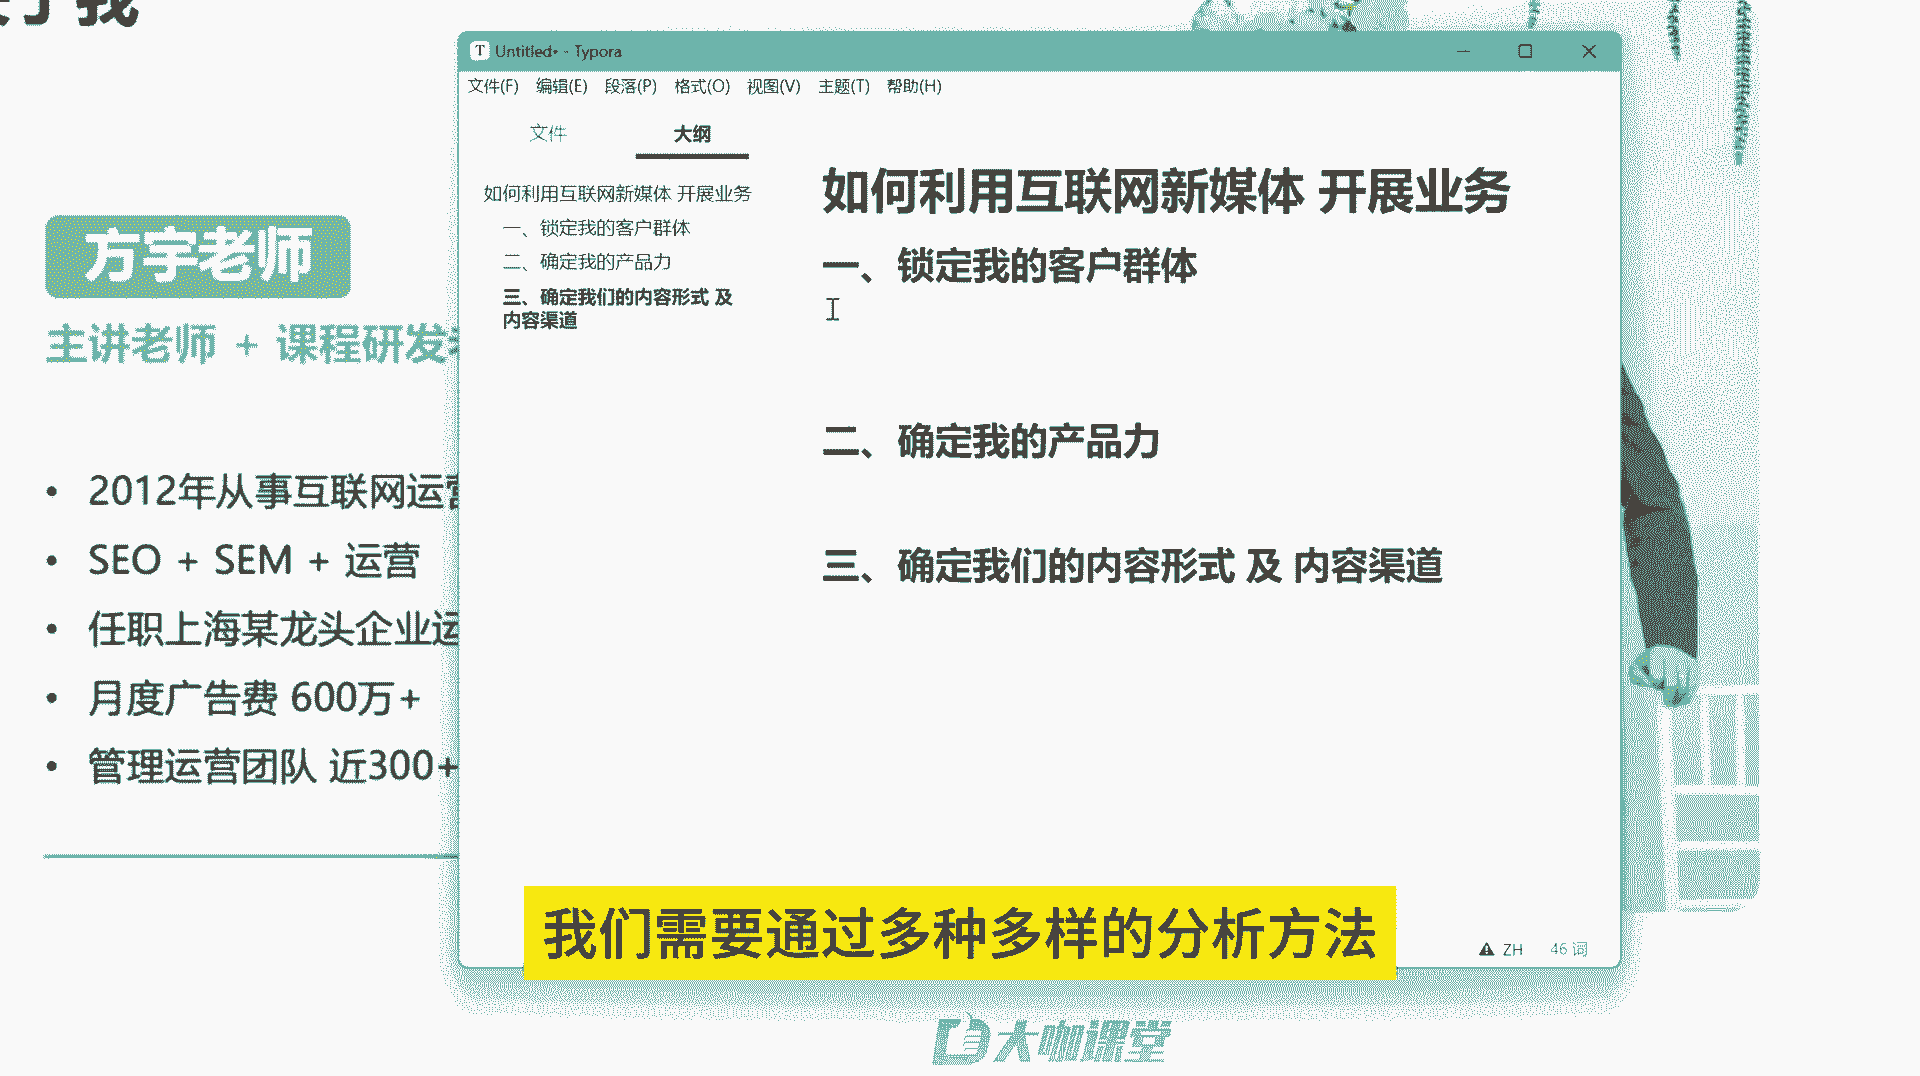 我
方宇老师
主讲老师 + 课程研发
2012年从事互联网运营
SEO + SEM + 运营
任职上海某龙头企业运
月度广告费 600万+
管理运营团队 近300+
Untitled• - Typora
文件(F) 编辑(E) 段落(P) 格式(O) 视图(V) 主题(T) 帮助(H)
文件 大纲
如何利用互联网新媒体 开展业务
一、锁定我的客户群体
二、确定我的产品力
三、确定我们的内容形式 及
内容渠道
如何利用互联网新媒体 开展业务
一、锁定我的客户群体
二、确定我的产品力
三、确定我们的内容形式 及 内容渠道
ZH 46 词
我们需要通过多种多样的分析方法
大咖课堂